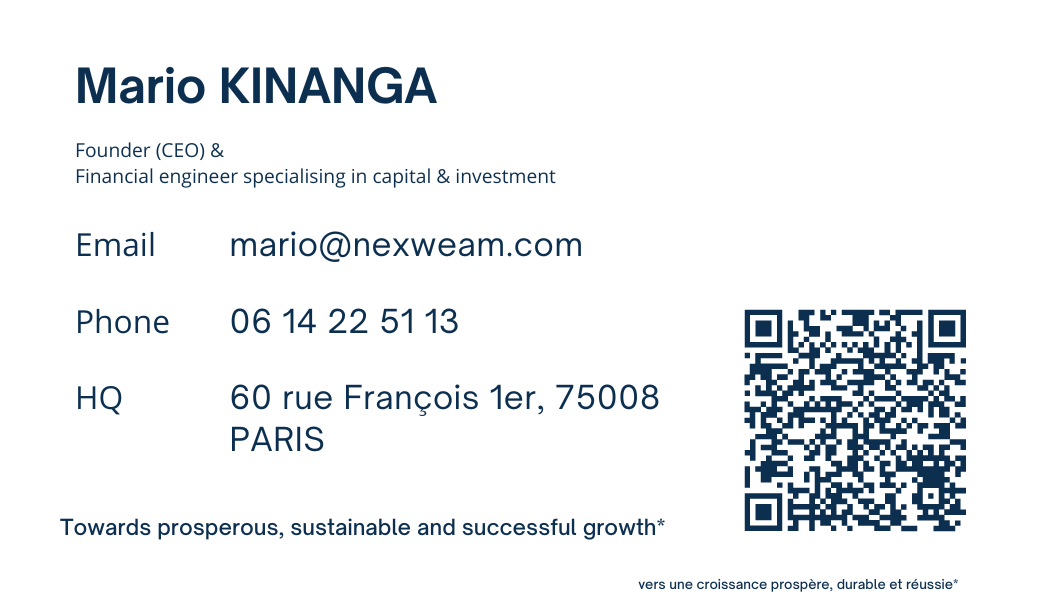 Mario KINANGA
Founder (CEO) &
Financial engineer specialising in capital & investment
Email mario@nexweam.com
Phone 06 14 22 51 13
HQ 60 rue François 1er, 75008
PARIS
Towards prosperous, sustainable and successful growth*
vers une croissance prospère, durable et réussie*